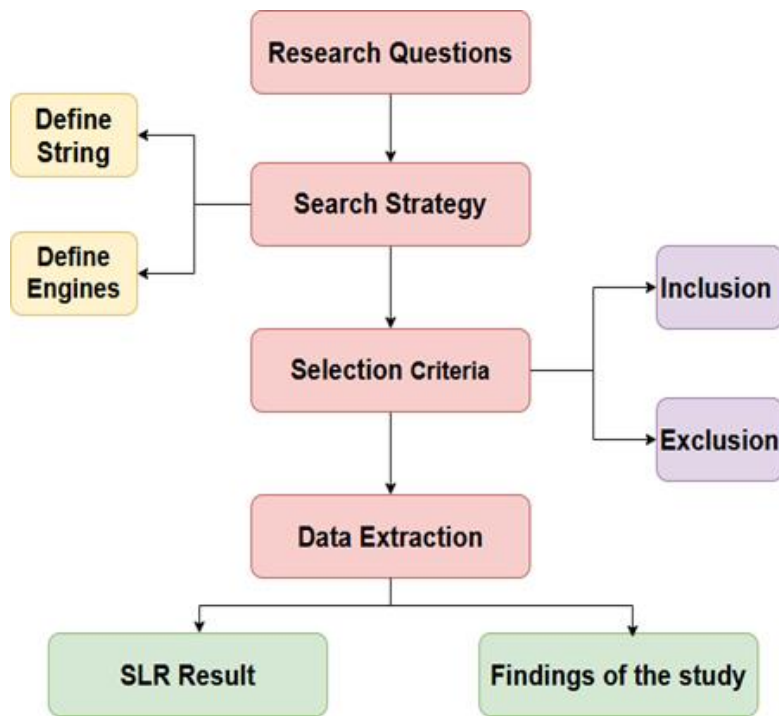 Research Questions
Define
String
Search Strategy
Define
Engines
Inclusion
Selection Criteria
Exclusion
Data Extraction
SLR Result
Findings of the study